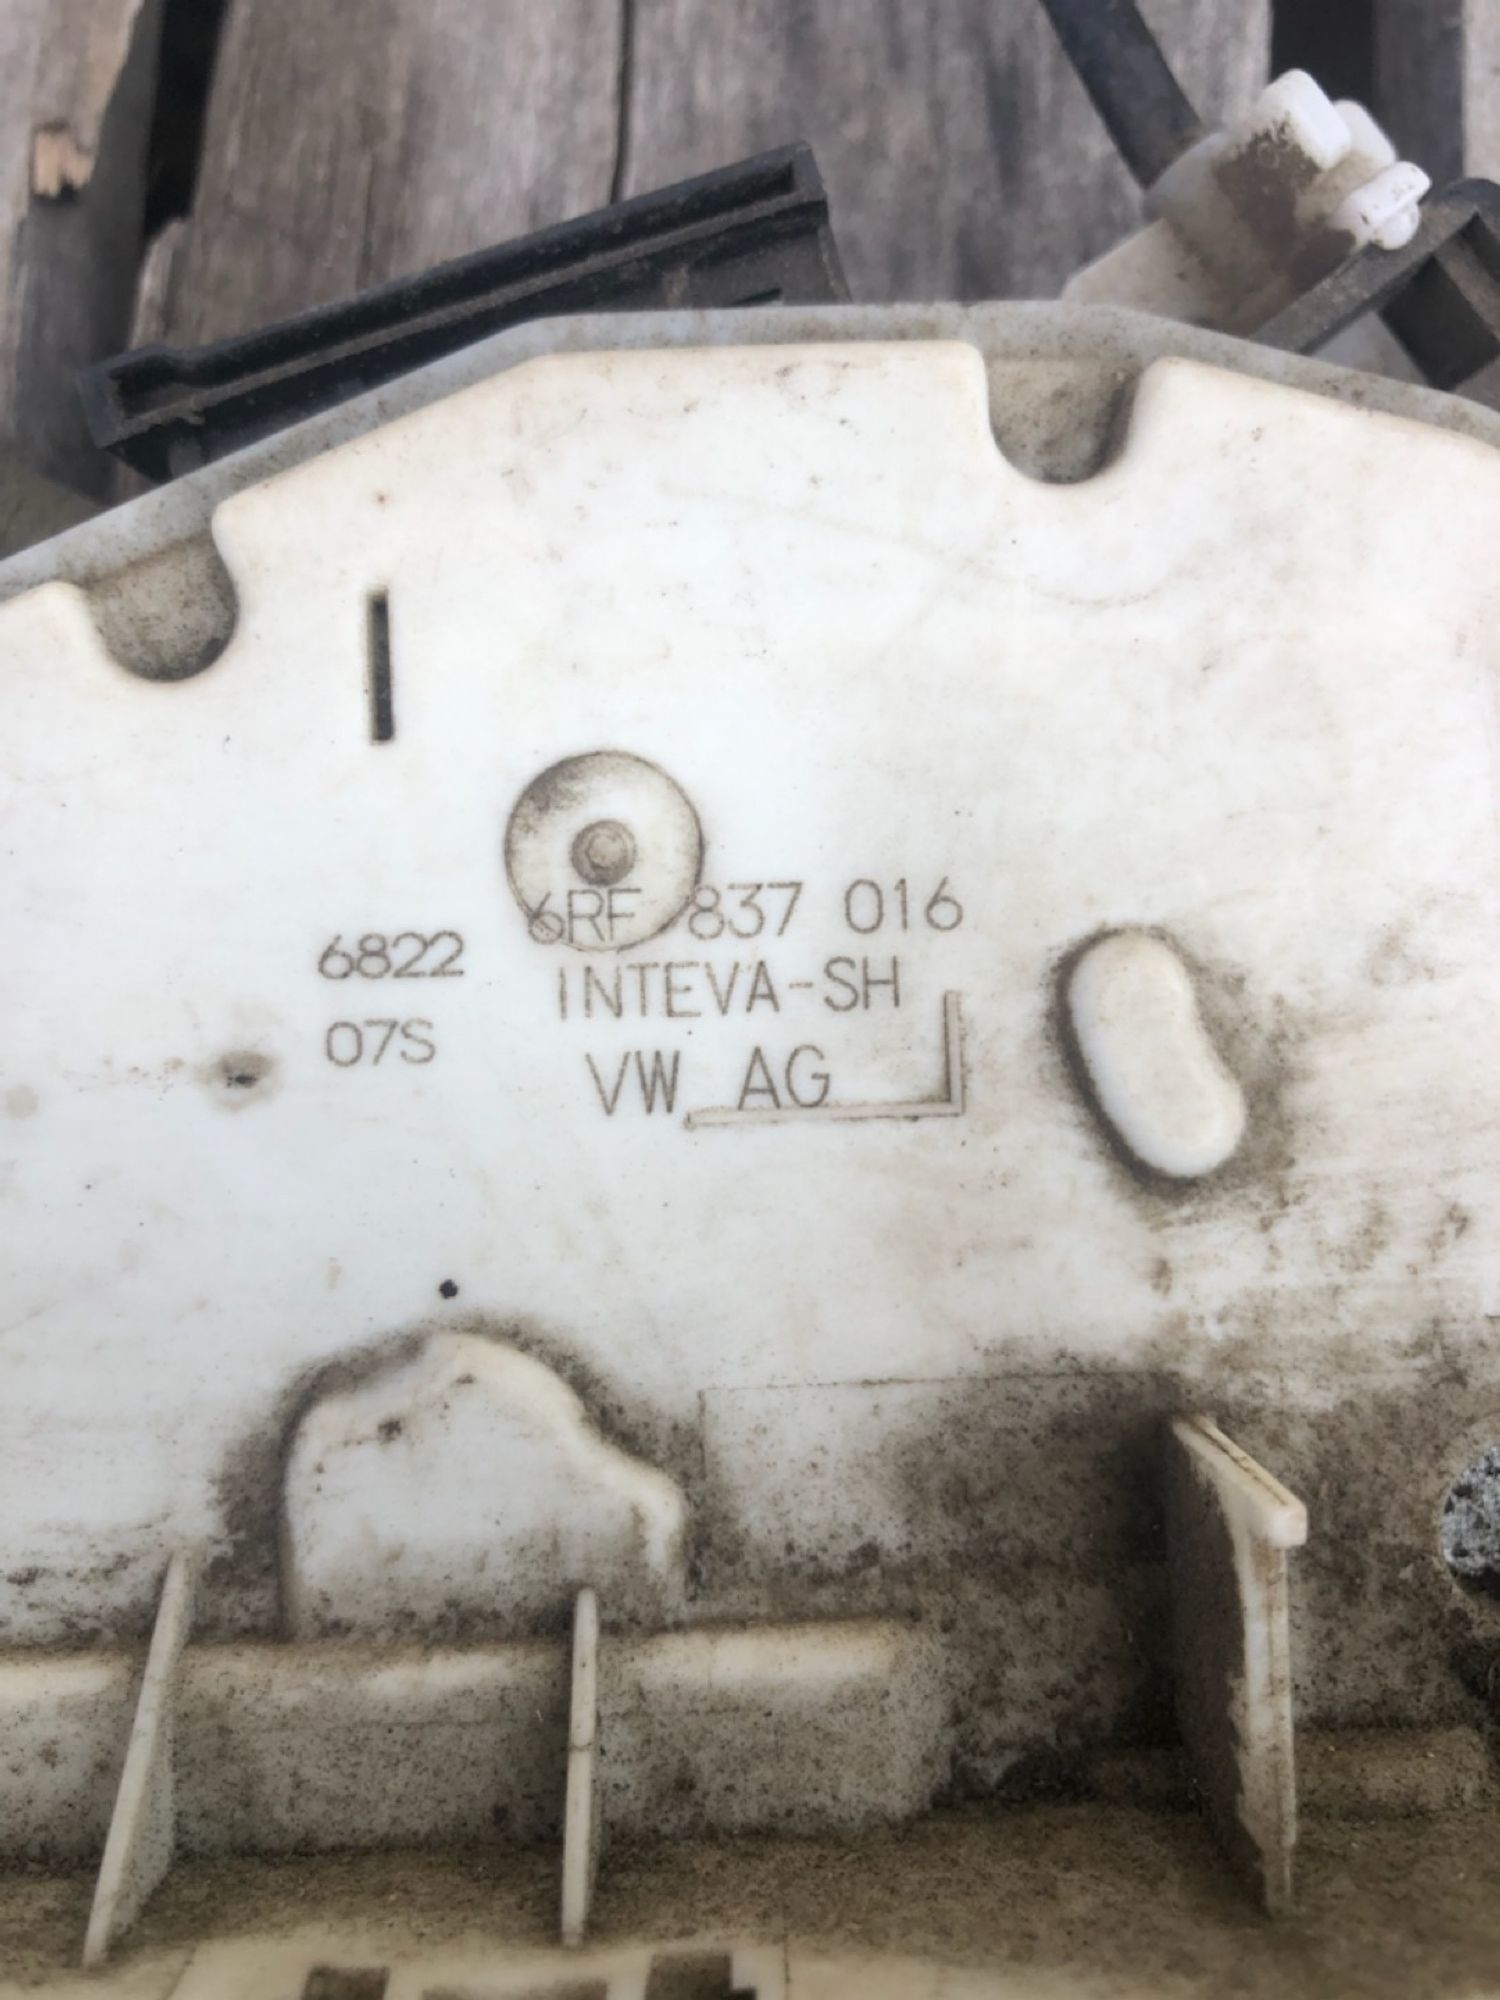 6RF 837 016
6822
INTEVA-SH
07S
VW AG